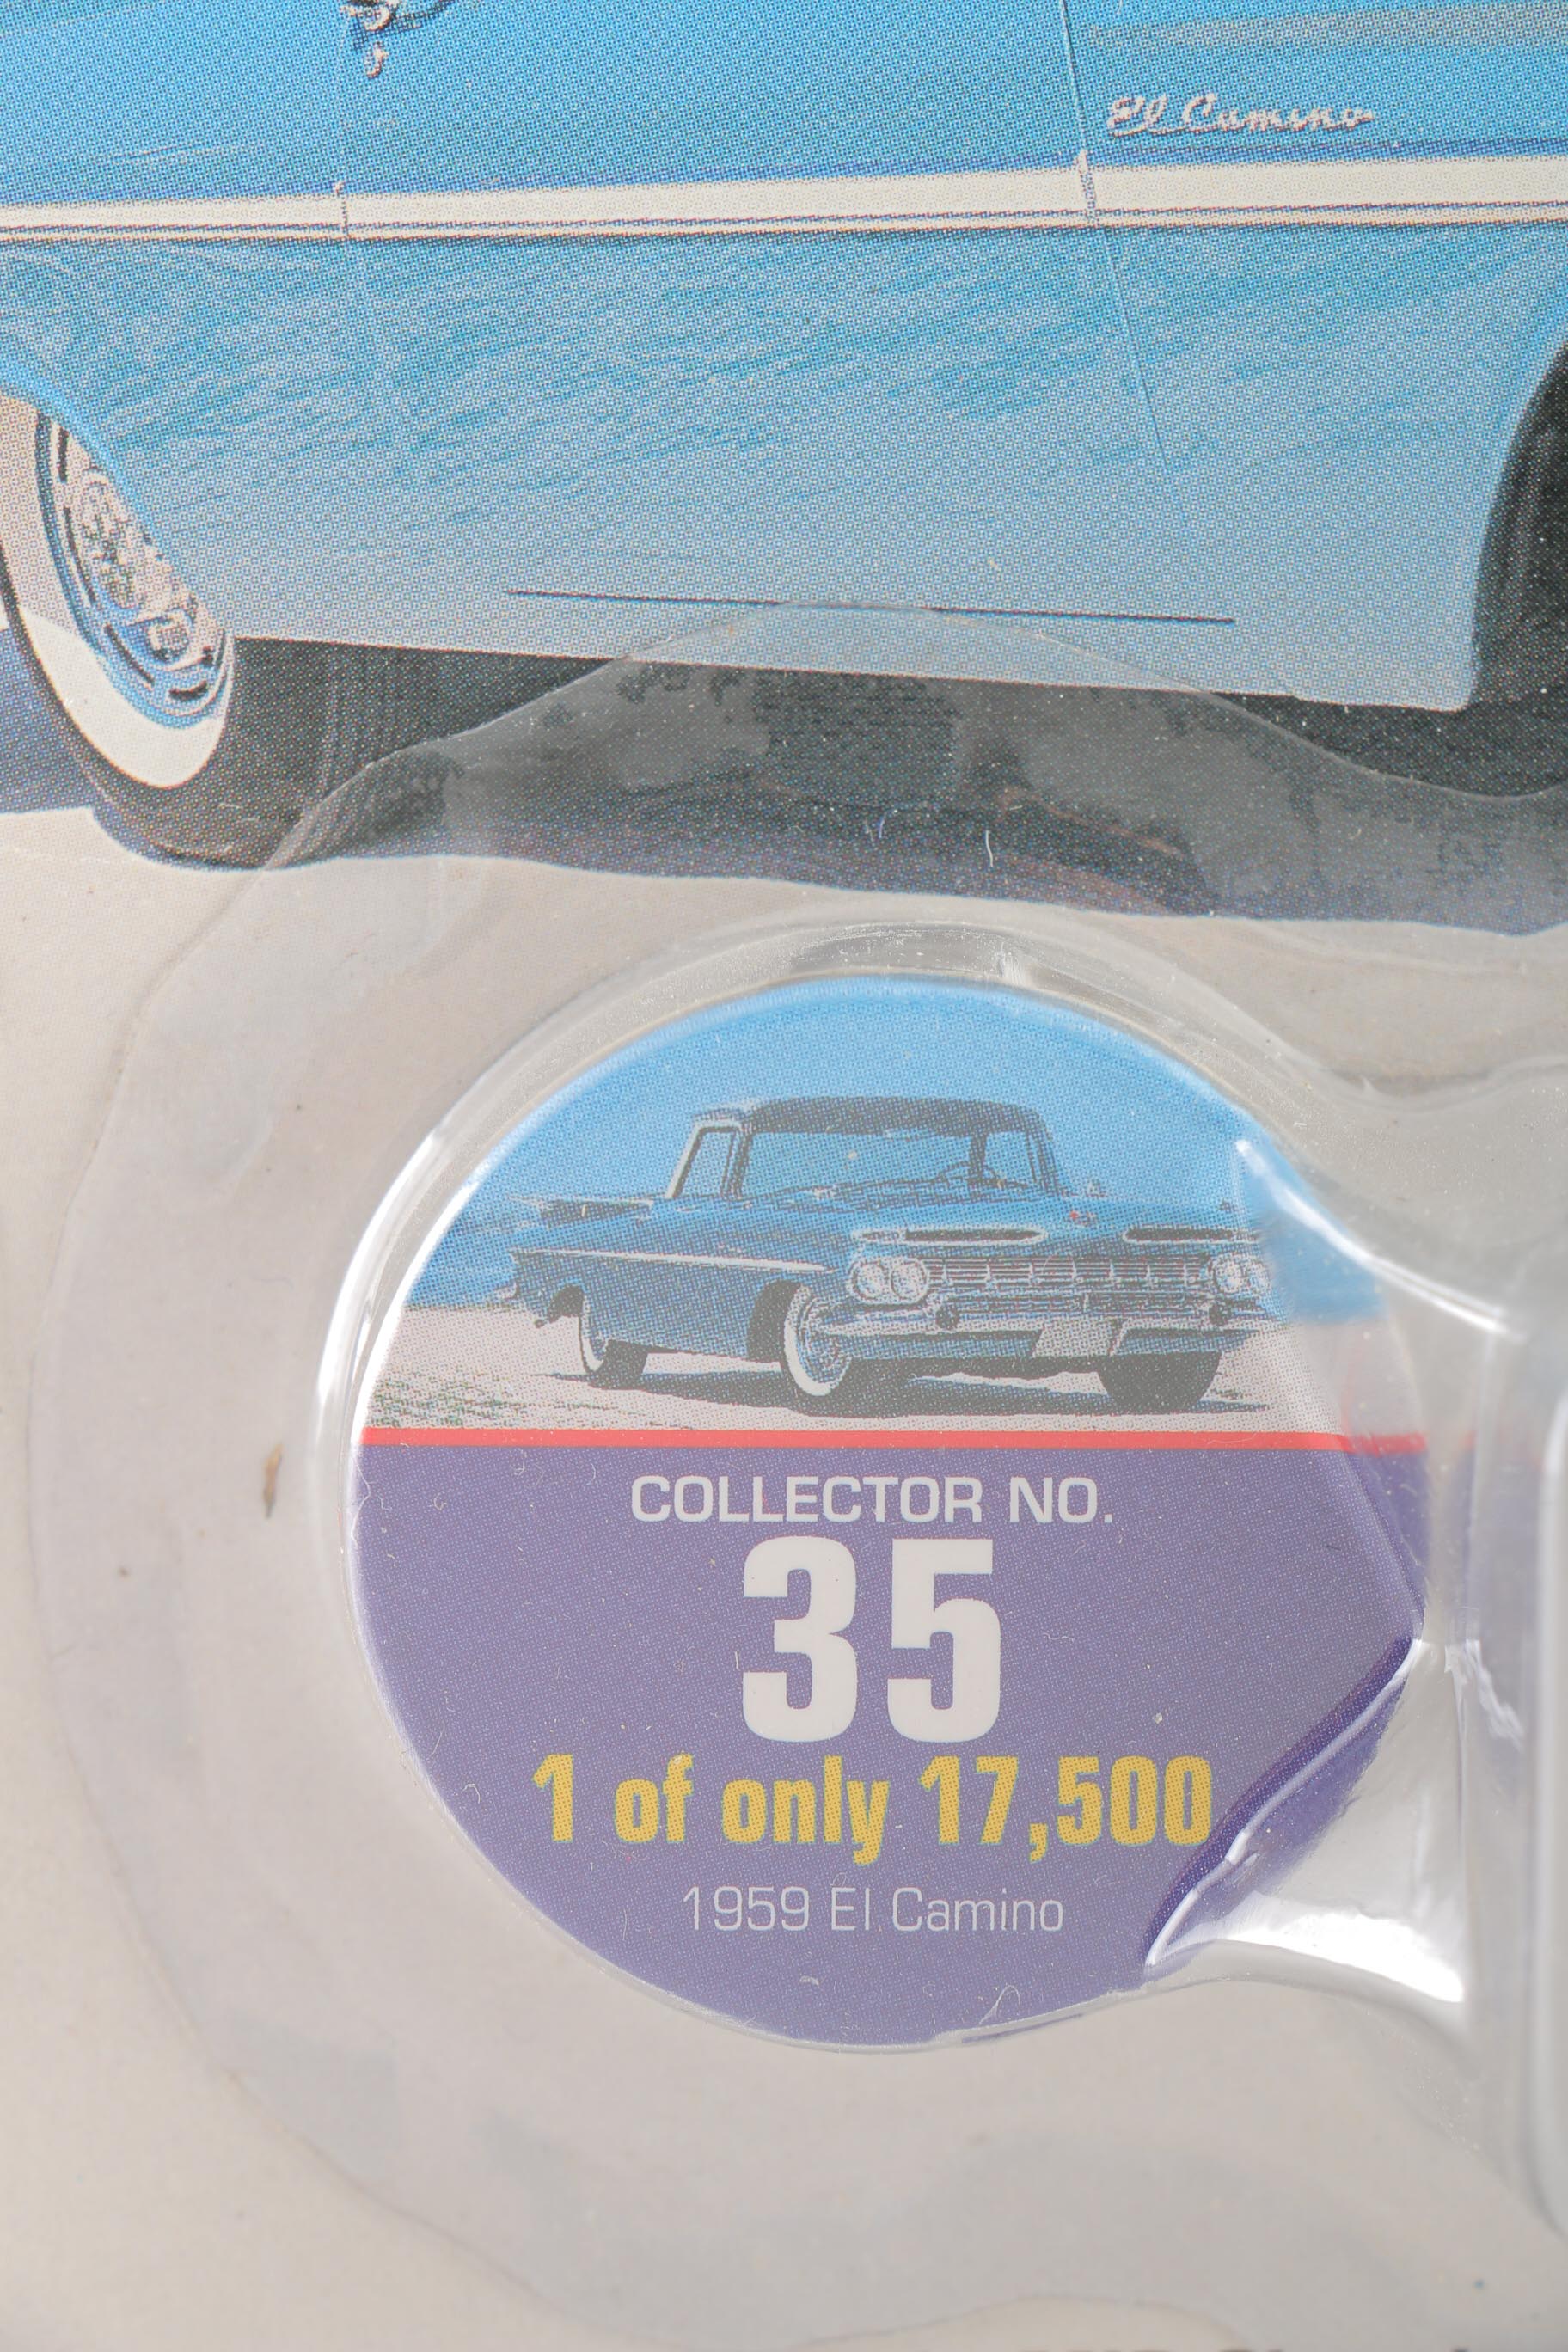 El Camino
COLLECTOR NO.
35
1 of only 17,500
1959 El Camino